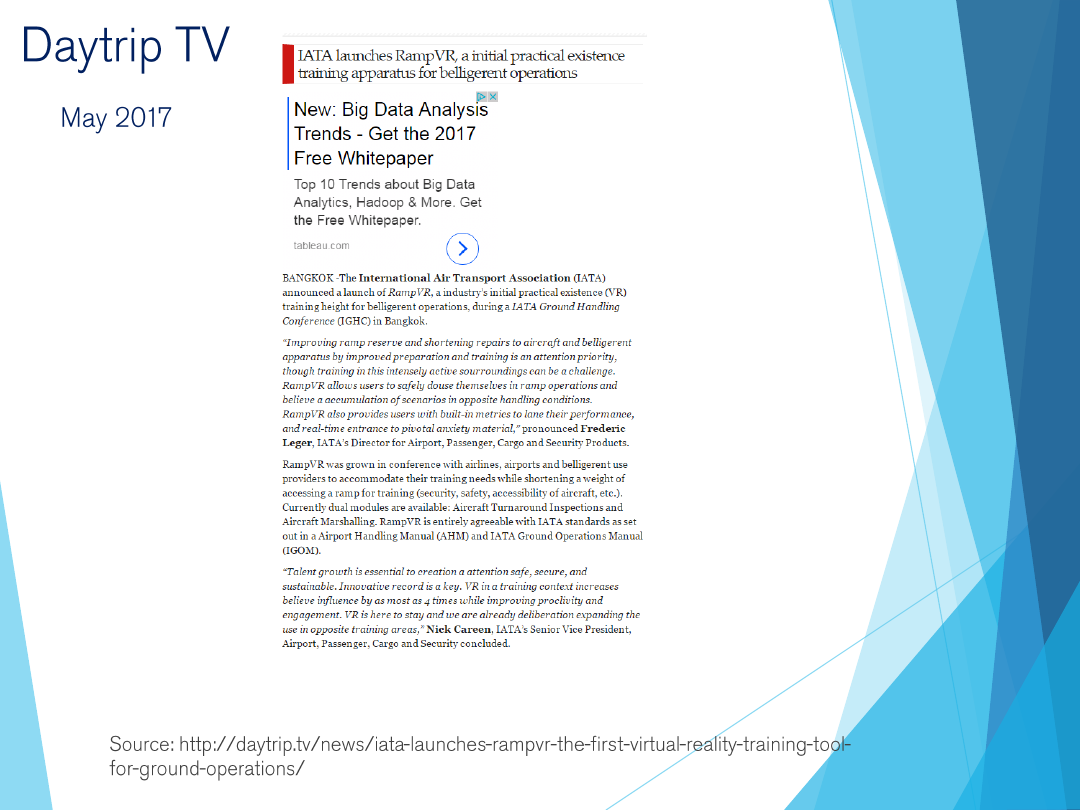 Daytrip TV
May 2017
IATA launches RampVR, a initial practical existence
training apparatus for belligerent operations
New: Big Data Analysis
Trends - Get the 2017
Free Whitepaper
Top 10 Trends about Big Data
Analytics, Hadoop & More. Get
the Free Whitepaper.
tableau.com
BANGKOK -The International Air Transport Association (IATA)
announced a launch of RampVR, a industry's initial practical existence (VR)
training height for belligerent operations, during a IATA Ground Handling
Conference (IGHC) in Bangkok.
"Improving ramp reserve and shortening repairs to aircraft and belligerent
apparatus by improved preparation and training is an attention priority,
though training in this intensely active sourroundings can be a challenge.
RampVR allows users to safely douse themselves in ramp operations and
believe a accumulation of scenarios in opposite handling conditions.
RampVR also provides users with built-in metrics to lane their performance,
and real-time entrance to pivotal anxiety material," pronounced Frederic
Leger, IATA's Director for Airport, Passenger, Cargo and Security Products.
RampVR was grown in conference with airlines, airports and belligerent use
providers to accommodate their training needs while shortening a weight of
accessing a ramp for training (security, safety, accessibility of aircraft, etc.).
Currently dual modules are available: Aircraft Turnaround Inspections and
Aircraft Marshalling. RampVR is entirely agreeable with IATA standards as set
out in a Airport Handling Manual (AHM) and IATA Ground Operations Manual
(IGOM).
"Talent growth is essential to creation a attention safe, secure, and
sustainable. Innovative record is a key. VR in a training context increases
believe influence by as most as 4 times while improving proclivity and
engagement. VR is here to stay and we are already deliberation expanding the
use in opposite training areas," Nick Careen, IATA's Senior Vice President,
Airport, Passenger, Cargo and Security concluded.
Source: http://daytrip.tv/news/iata-launches-rampvr-the-first-virtual-reality-training-tool-
for-ground-operations/